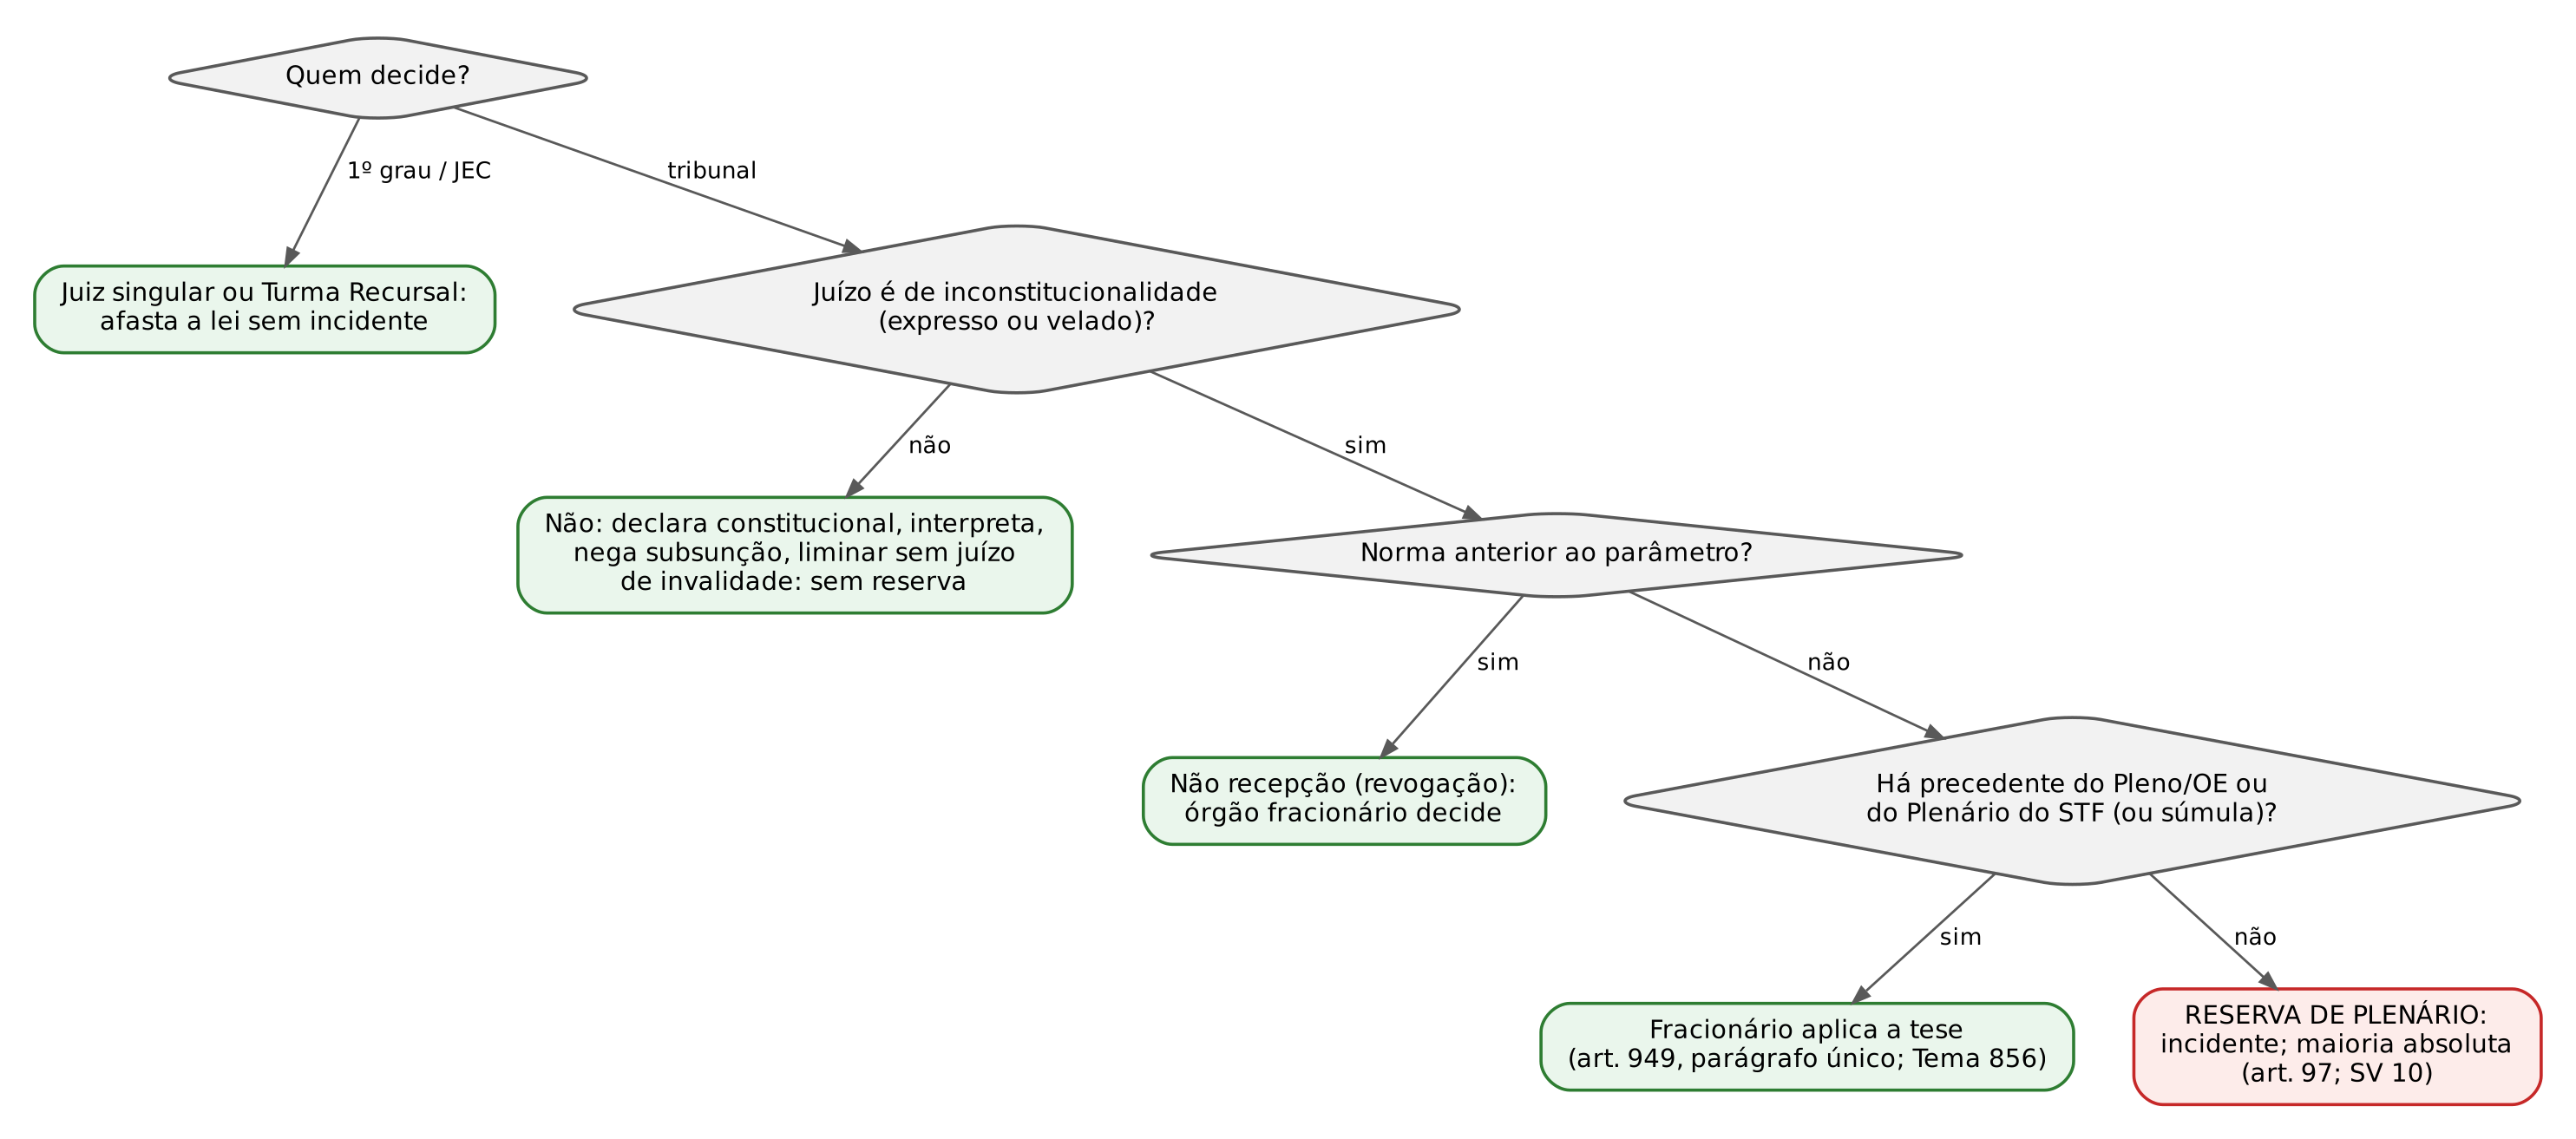 Quem decide?
1º grau / JEC
tribunal
Juiz singular ou Turma Recursal:
afasta a lei sem incidente
Juízo é de inconstitucionalidade
(expresso ou velado)?
não
sim
Não: declara constitucional, interpreta,
nega subsunção, liminar sem juízo
de invalidade: sem reserva
Norma anterior ao parâmetro?
sim
não
Não recepção (revogação):
órgão fracionário decide
Há precedente do Pleno/OE ou
do Plenário do STF (ou súmula)?
sim
não
Fracionário aplica a tese
(art. 949, parágrafo único; Tema 856)
RESERVA DE PLENÁRIO:
incidente; maioria absoluta
(art. 97; SV 10)